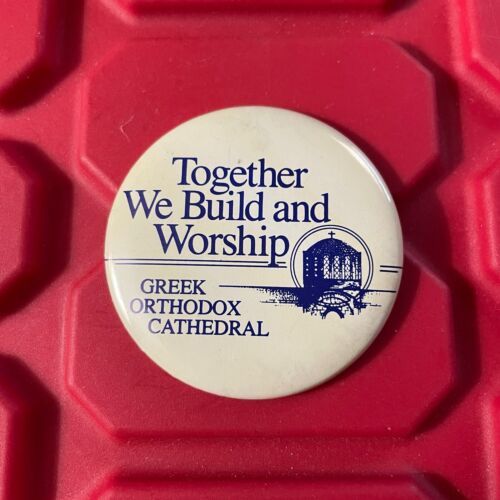 Together
We Build and
Worship
GREEK
ORTHODOX
CATHEDRAL